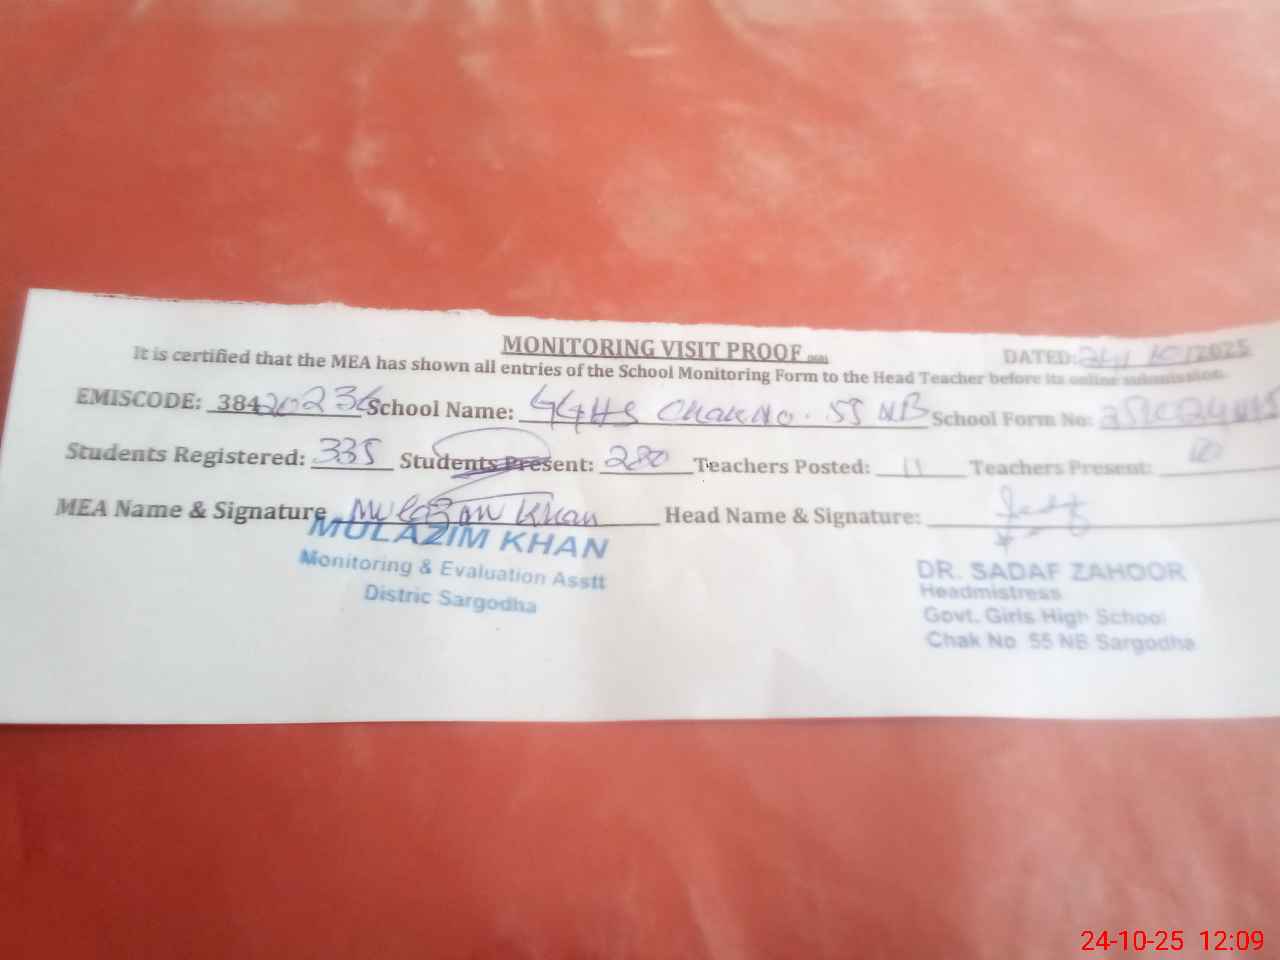 MONITORING VISIT PROOF DATED: 24/10/2025
It is certified that the MEA has shown all entries of the School Monitoring Form to the Head Teacher before its online submission.
EMISCODE: 38420236 School Name: GGHS Chak No. 55 NB School Form No:
Students Registered: 335 Students Present: 280 Teachers Posted: 11 Teachers Present: 10
MEA Name & Signature Mulazim Khan Head Name & Signature:
MULAZIM KHAN
Monitoring & Evaluation Asstt
Distric Sargodha
DR. SADAF ZAHOOR
Headmistress
Govt. Girls High School
Chak No 55 NB Sargodha
24-10-25 12:09